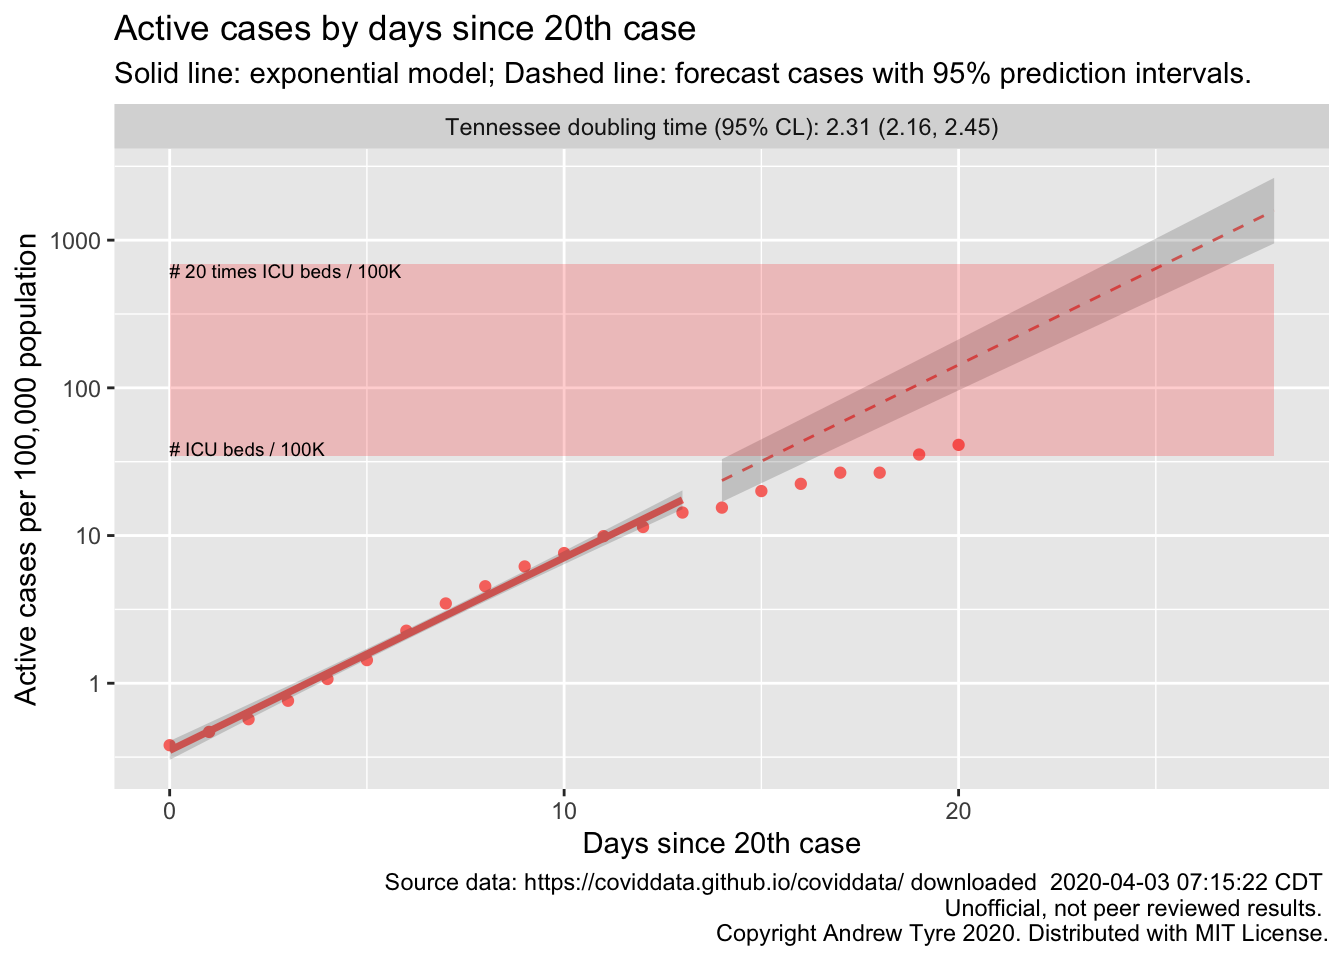 Active cases by days since 20th case
Solid line: exponential model; Dashed line: forecast cases with 95% prediction intervals.
Tennessee doubling time (95% CL): 2.31 (2.16, 2.45)
Active cases per 100,000 population
1000
100
10
1
# 20 times ICU beds / 100K
# ICU beds / 100K
0
10
20
Days since 20th case
Source data: https://coviddata.github.io/coviddata/ downloaded  2020-04-03 07:15:22 CDT
Unofficial, not peer reviewed results.
Copyright Andrew Tyre 2020. Distributed with MIT License.